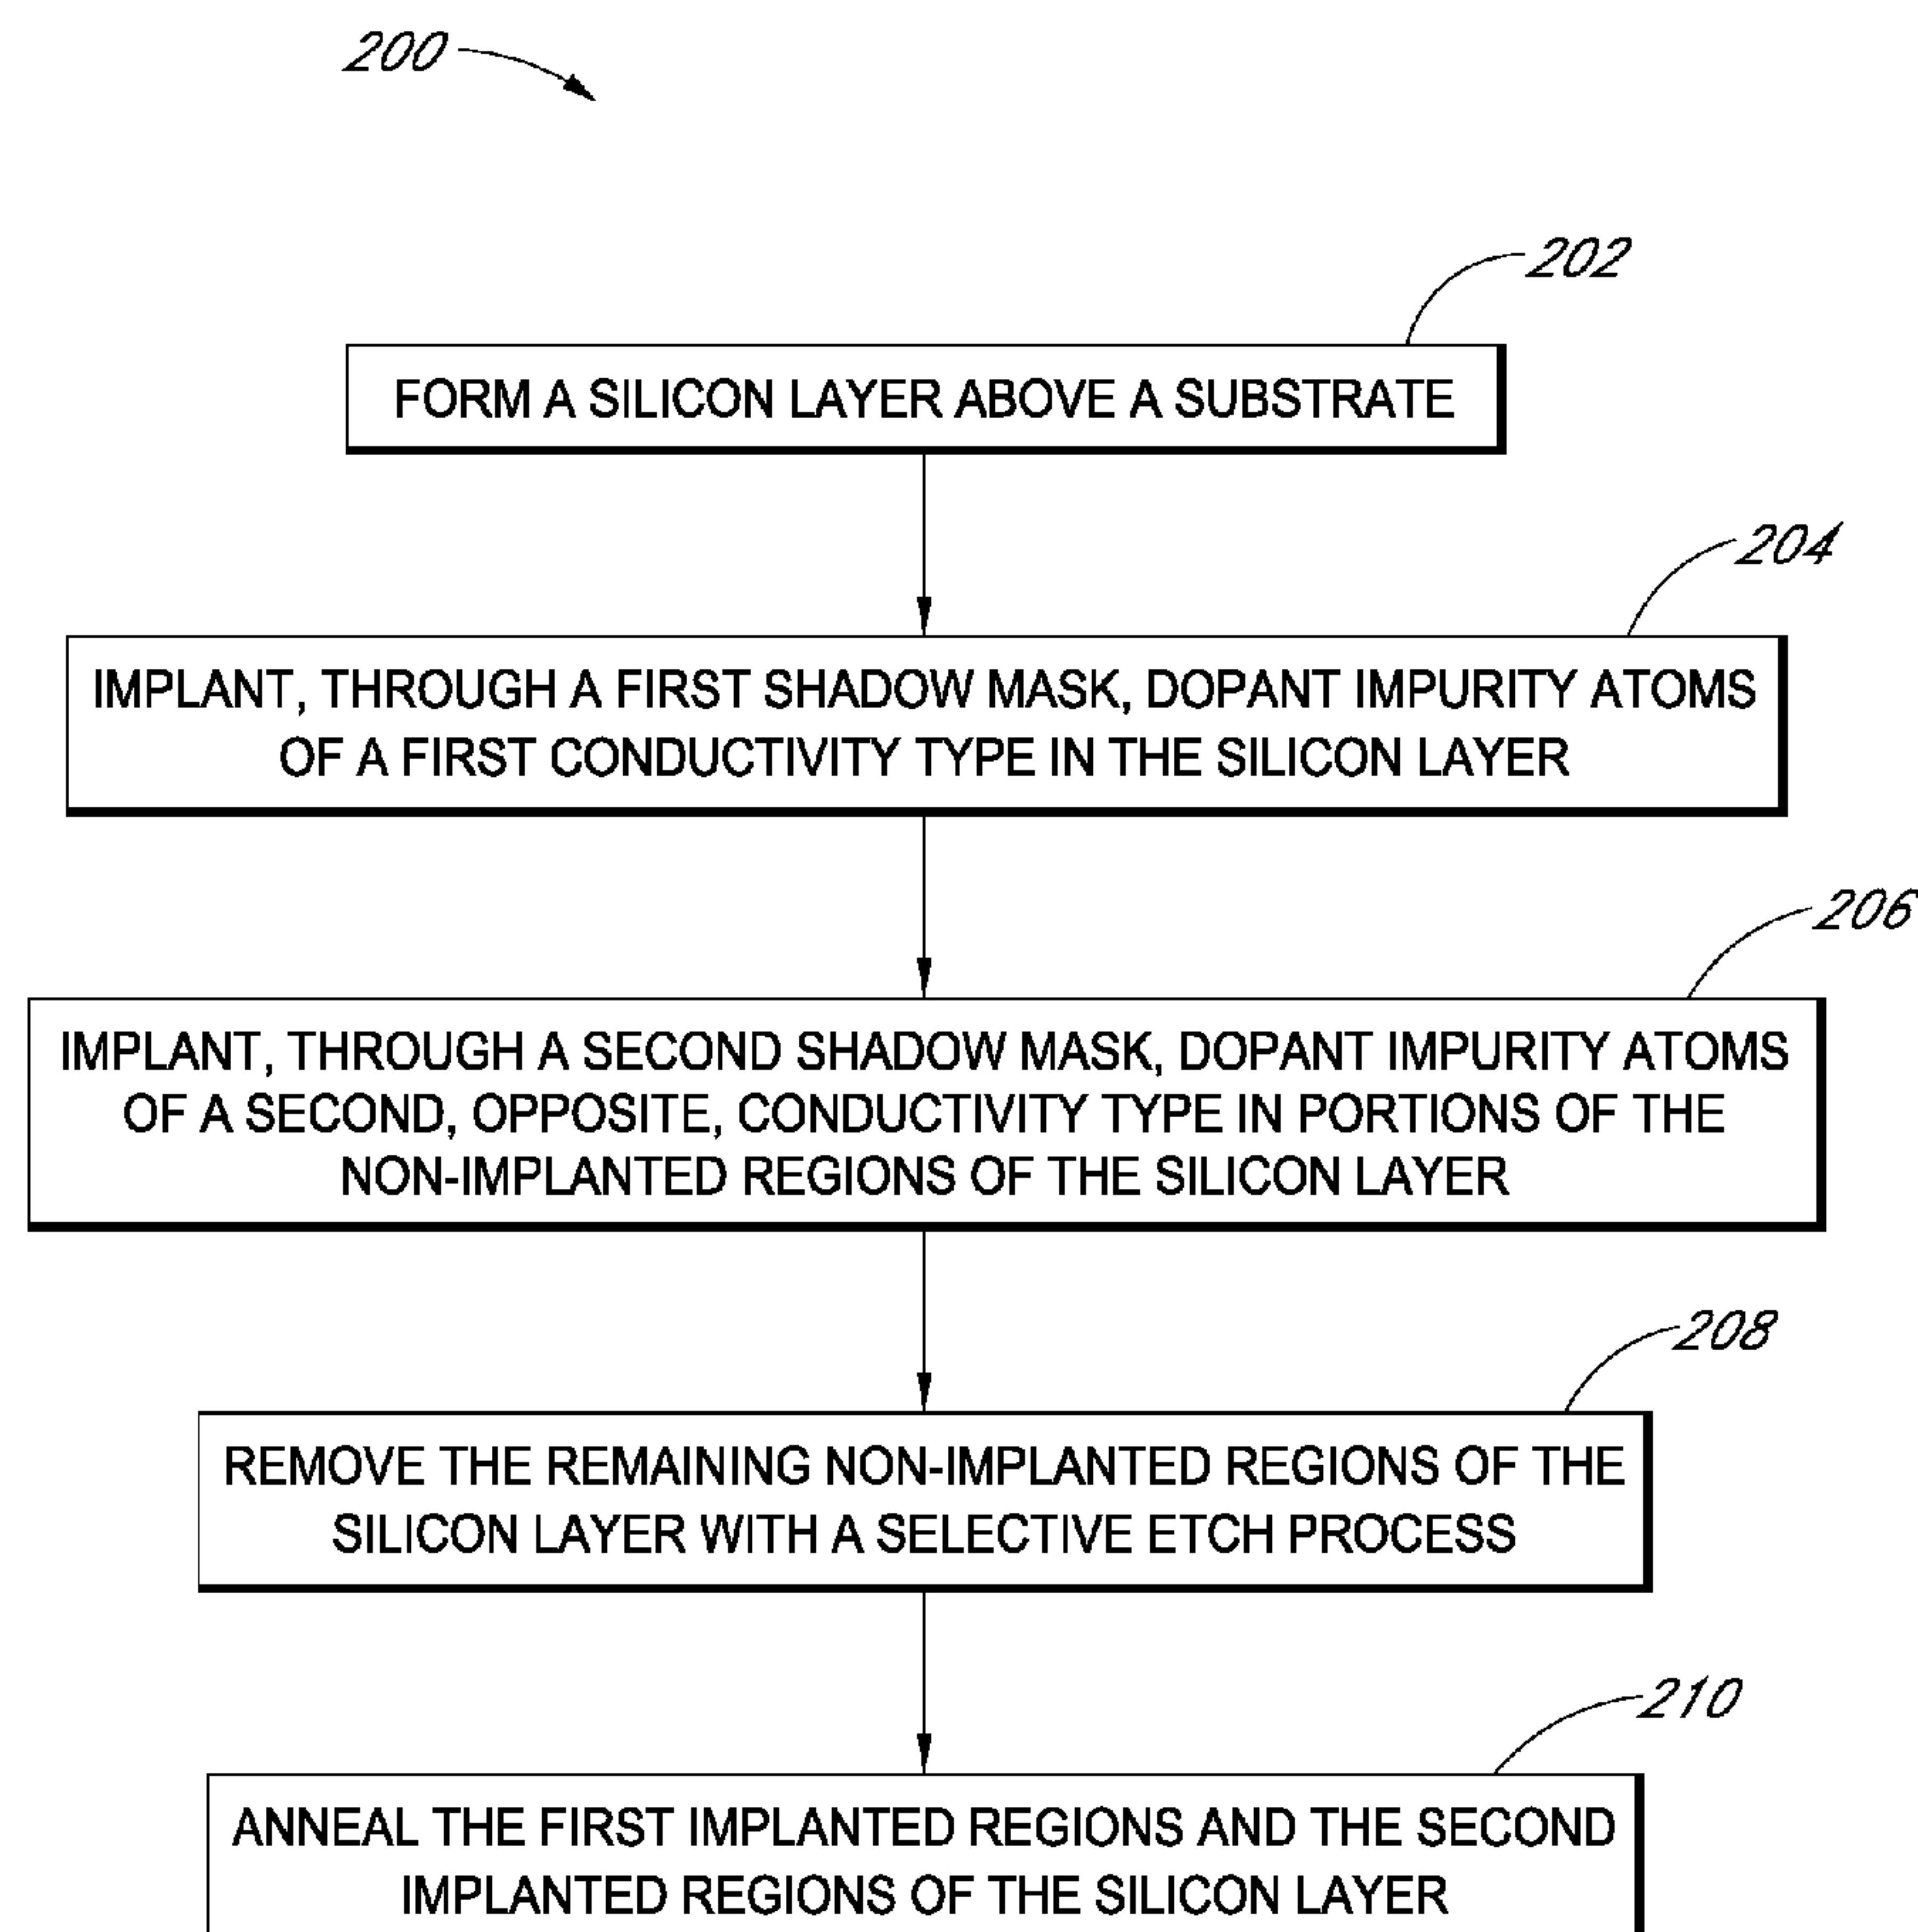 200
202
FORM A SILICON LAYER ABOVE A SUBSTRATE
204
IMPLANT, THROUGH A FIRST SHADOW MASK, DOPANT IMPURITY ATOMS
OF A FIRST CONDUCTIVITY TYPE IN THE SILICON LAYER
206
IMPLANT, THROUGH A SECOND SHADOW MASK, DOPANT IMPURITY ATOMS
OF A SECOND, OPPOSITE, CONDUCTIVITY TYPE IN PORTIONS OF THE
NON-IMPLANTED REGIONS OF THE SILICON LAYER
208
REMOVE THE REMAINING NON-IMPLANTED REGIONS OF THE
SILICON LAYER WITH A SELECTIVE ETCH PROCESS
210
ANNEAL THE FIRST IMPLANTED REGIONS AND THE SECOND
IMPLANTED REGIONS OF THE SILICON LAYER